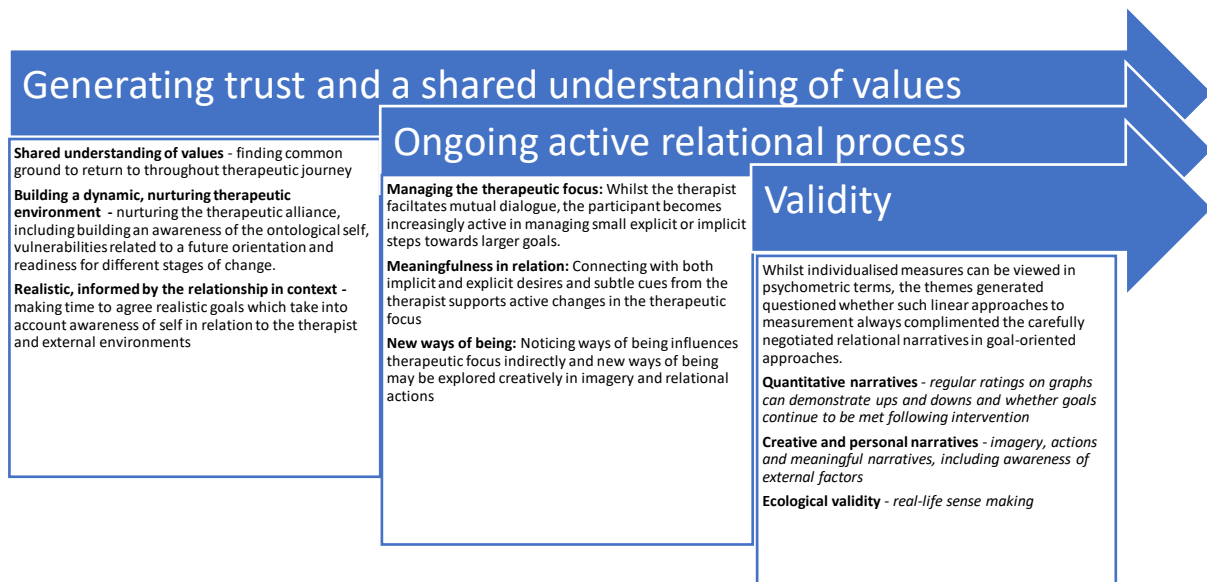 Generating trust and a shared understanding of values
Shared understanding of values - finding common
ground to return to throughout therapeutic journey
Building a dynamic, nurturing therapeutic
environment - nurturing the therapeutic alliance,
including building an awareness of the ontological self,
vulnerabilities related to a future orientation and
readiness for different stages of change.
Realistic, informed by the relationship in context -
making time to agree realistic goals which take into
account awareness of self in relation to the therapist
and external environments
Ongoing active relational process
Managing the therapeutic focus: Whilst the therapist
faciltates mutual dialogue, the participant becomes
increasingly active in managing small explicit or implicit
steps towards larger goals.
Meaningfulness in relation: Connecting with both
implicit and explicit desires and subtle cues from the
therapist supports active changes in the therapeutic
focus
New ways of being: Noticing ways of being influences
therapeutic focus indirectly and new ways of being
may be explored creatively in imagery and relational
actions
Validity
Whilst individualised measures can be viewed in
psychometric terms, the themes generated
questioned whether such linear approaches to
measurement always complimented the carefully
negotiated relational narratives in goal-oriented
approaches.
Quantitative narratives - regular ratings on graphs
can demonstrate ups and downs and whether goals
continue to be met following intervention
Creative and personal narratives - imagery, actions
and meaningful narratives, including awareness of
external factors
Ecological validity - real-life sense making